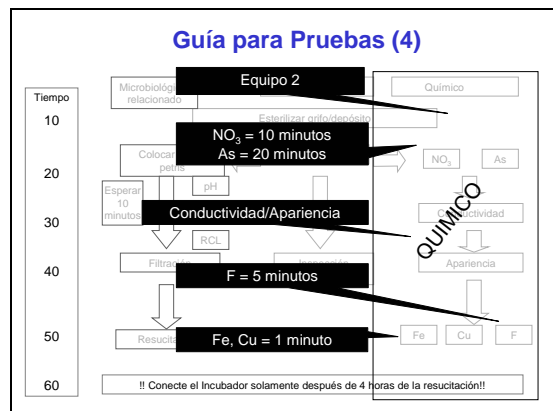 Guía para Pruebas (4)
Equipo 2
Tiempo
relacionado
Químico
10
Esterilizar grifo/depósito
NO3 = 10 minutos
As = 20 minutos
Colocar
petris
NO3
As
20
pH
Esperar
10
minutos
Conductividad/Apariencia
QUIMICO
30
RCL
Filtración
Apariencia
40
F = 5 minutos
50
Fe, Cu = 1 minuto
Fe
Cu
F
60
!! Conecte el Incubador solamente después de 4 horas de la resucitación!!